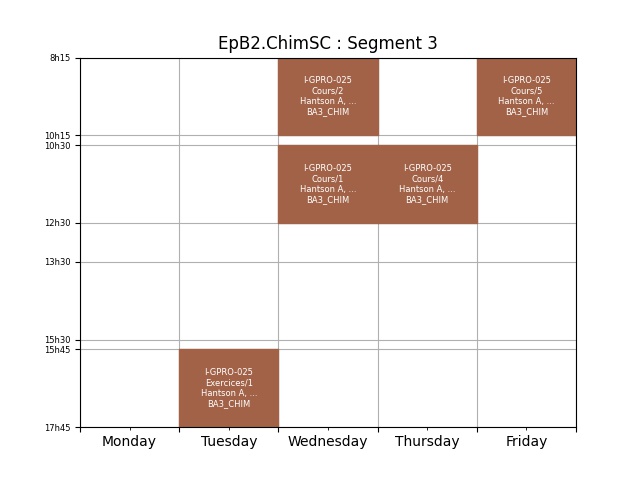 EpB2.ChimSC : Segment 3
8h15
10h15
10h30
12h30
13h30
15h30
15h45
17h45
I-GPRO-025
Cours/2
Hantson A, ...
BA3_CHIM
I-GPRO-025
Cours/5
Hantson A, ...
BA3_CHIM
I-GPRO-025
Cours/1
Hantson A, ...
BA3_CHIM
I-GPRO-025
Cours/4
Hantson A, ...
BA3_CHIM
I-GPRO-025
Exercices/1
Hantson A, ...
BA3_CHIM
Monday
Tuesday
Wednesday
Thursday
Friday